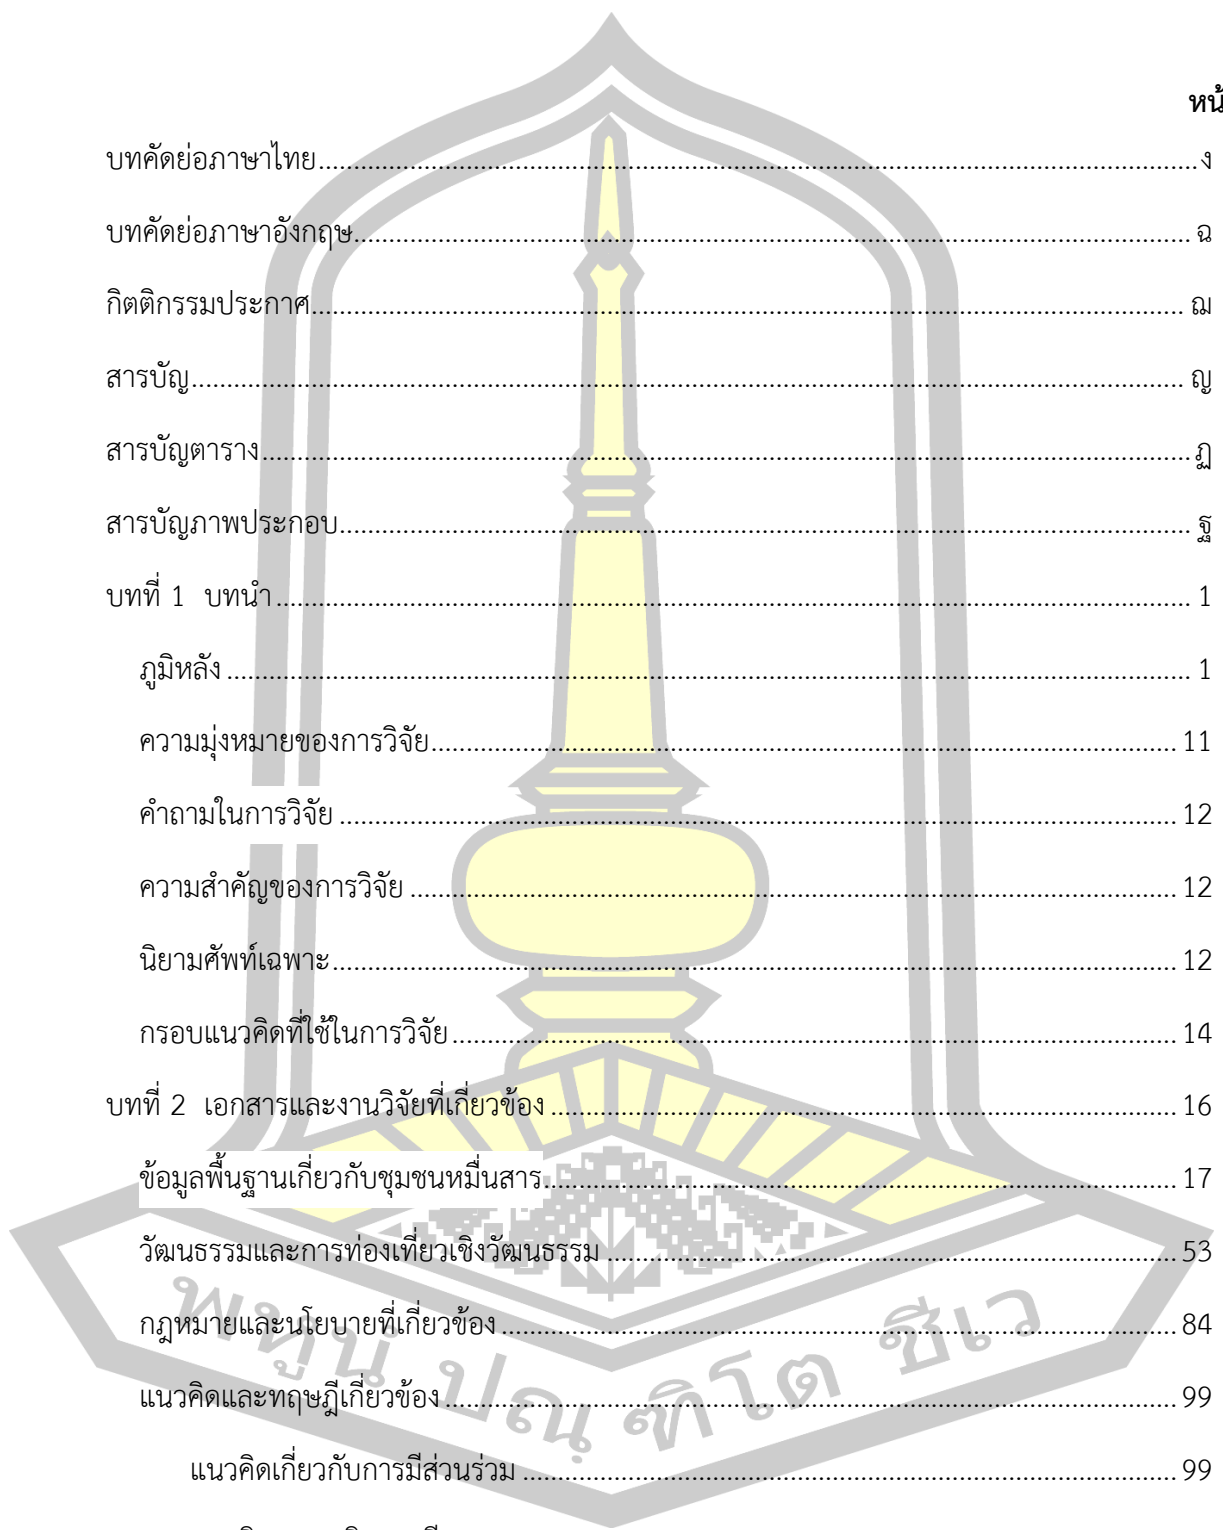 บทคัดย่อภาษาไทย........................................ง
บทคัดย่อภาษาอังกฤษ........................................ฉ
กิตติกรรมประกาศ........................................ฌ
สารบัญ........................................ญ
สารบัญตาราง........................................ฏ
สารบัญภาพประกอบ........................................ฐ
บทที่ 1 บทนำ........................................1
ภูมิหลัง........................................1
ความมุ่งหมายของการวิจัย........................................11
คำถามในการวิจัย........................................12
ความสำคัญของการวิจัย........................................12
นิยามศัพท์เฉพาะ........................................12
กรอบแนวคิดที่ใช้ในการวิจัย........................................14
บทที่ 2 เอกสารและงานวิจัยที่เกี่ยวข้อง........................................16
ข้อมูลพื้นฐานเกี่ยวกับชุมชนหมื่นสาร........................................17
วัฒนธรรมและการท่องเที่ยวเชิงวัฒนธรรม........................................53
กฎหมายและนโยบายที่เกี่ยวข้อง........................................84
แนวคิดและทฤษฎีเกี่ยวข้อง........................................99
แนวคิดเกี่ยวกับการมีส่วนร่วม........................................99
พหูนํ ปณฺฑิโต ชีเว